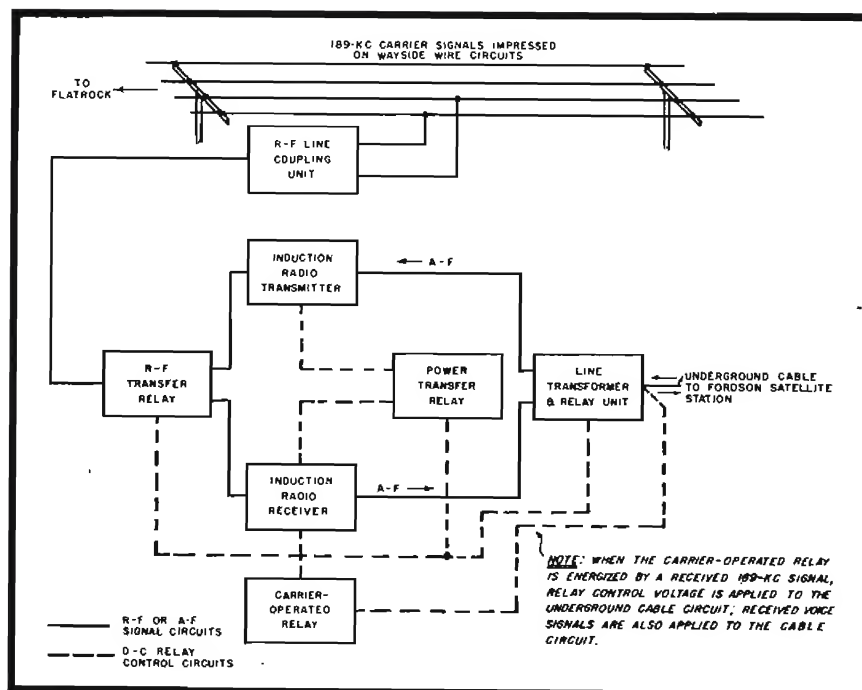 189-KC CARRIER SIGNALS IMPRESSED
ON WAYSIDE WIRE CIRCUITS
TO
FLATROCK
R-F LINE
COUPLING
UNIT
INDUCTION
RADIO
TRANSMITTER
A-F
R-F
TRANSFER
RELAY
POWER
TRANSFER
RELAY
LINE
TRANSFORMER
& RELAY UNIT
UNDERGROUND CABLE
TO FORDSON SATELLITE
STATION
INDUCTION
RADIO
RECEIVER
A-F
CARRIER-
OPERATED
RELAY
NOTE: WHEN THE CARRIER-OPERATED RELAY
IS ENERGIZED BY A RECEIVED 189-KC SIGNAL,
RELAY CONTROL VOLTAGE IS APPLIED TO THE
UNDERGROUND CABLE CIRCUIT; RECEIVED VOICE
SIGNALS ARE ALSO APPLIED TO THE CABLE
CIRCUIT.
R-F OR A-F
SIGNAL CIRCUITS
D-C RELAY
CONTROL CIRCUITS